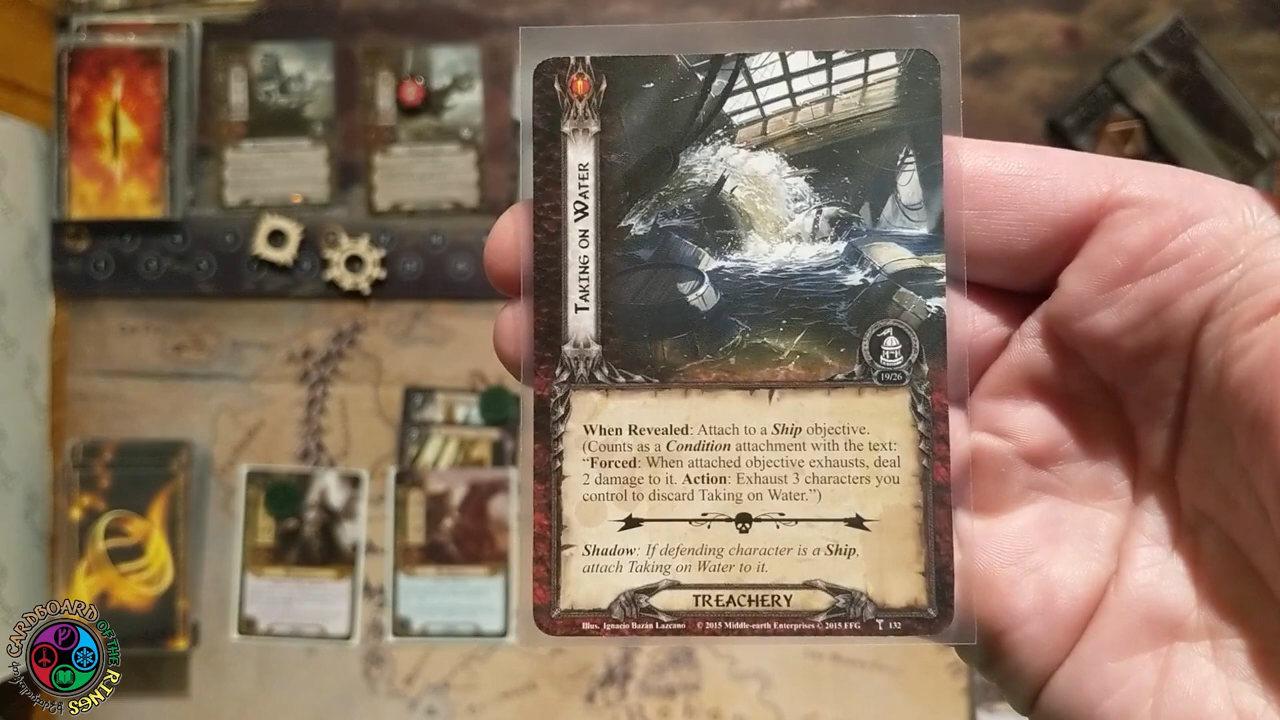 Taking on Water
19/26
When Revealed: Attach to a Ship objective.
(Counts as a Condition attachment with the text:
“Forced: When attached objective exhausts, deal
2 damage to it. Action: Exhaust 3 characters you
control to discard Taking on Water.”)
Shadow: If defending character is a Ship,
attach Taking on Water to it.
TREACHERY
Illus. Ignacio Bazán Lazcano © 2015 Middle-earth Enterprises © 2015 FFG 132
CARDBOARD OF THE RINGS